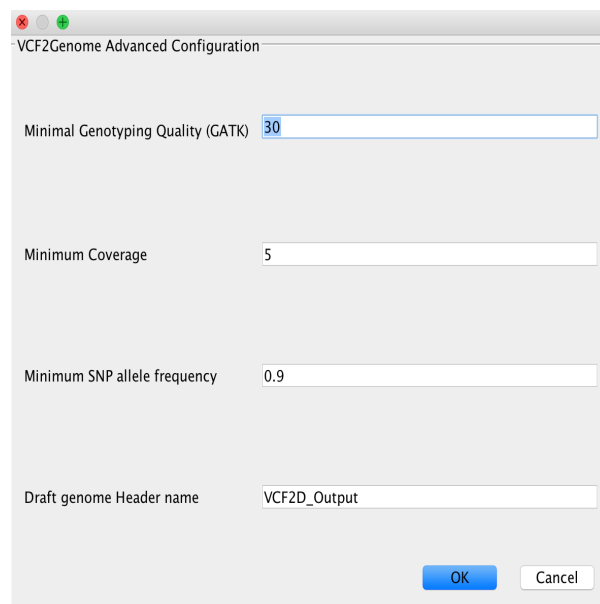 VCF2Genome Advanced Configuration
Minimal Genotyping Quality (GATK) 30
Minimum Coverage 5
Minimum SNP allele frequency 0.9
Draft genome Header name VCF2D_Output
OK Cancel